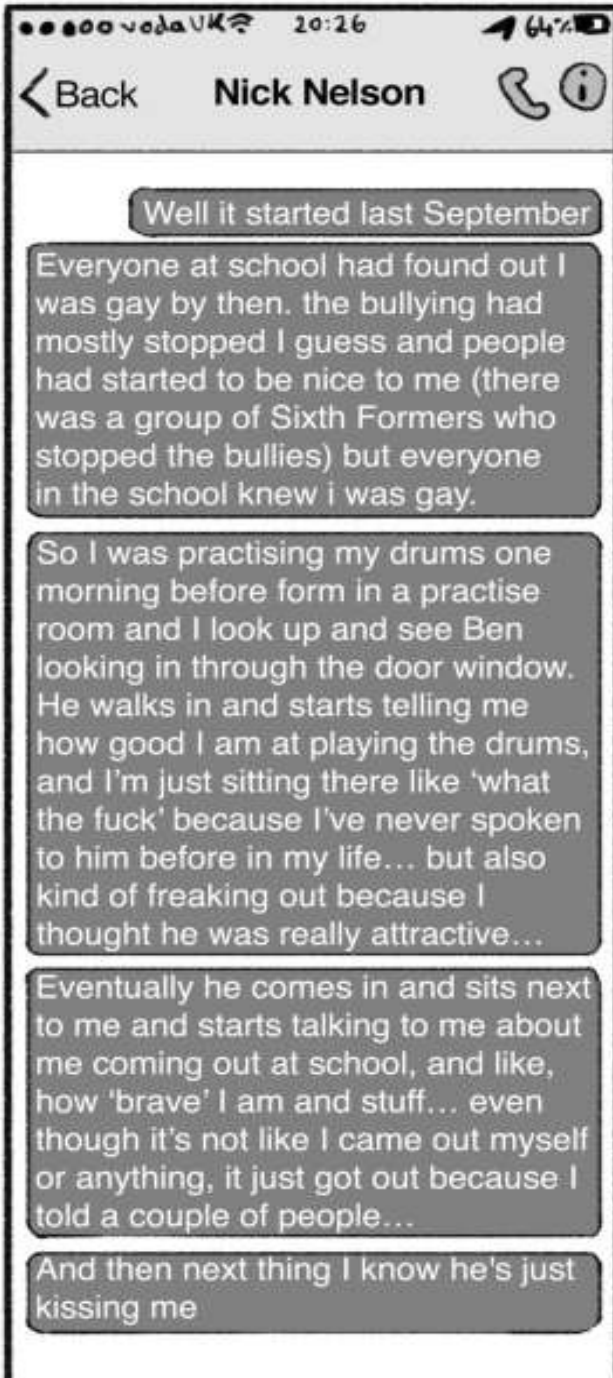 vodaUK 20:26 64%
Back Nick Nelson i
Well it started last September
Everyone at school had found out I
was gay by then. the bullying had
mostly stopped I guess and people
had started to be nice to me (there
was a group of Sixth Formers who
stopped the bullies) but everyone
in the school knew i was gay.
So I was practising my drums one
morning before form in a practise
room and I look up and see Ben
looking in through the door window.
He walks in and starts telling me
how good I am at playing the drums,
and I’m just sitting there like ‘what
the fuck’ because I’ve never spoken
to him before in my life… but also
kind of freaking out because I
thought he was really attractive…
Eventually he comes in and sits next
to me and starts talking to me about
me coming out at school, and like,
how ‘brave’ I am and stuff… even
though it’s not like I came out myself
or anything, it just got out because I
told a couple of people…
And then next thing I know he's just
kissing me